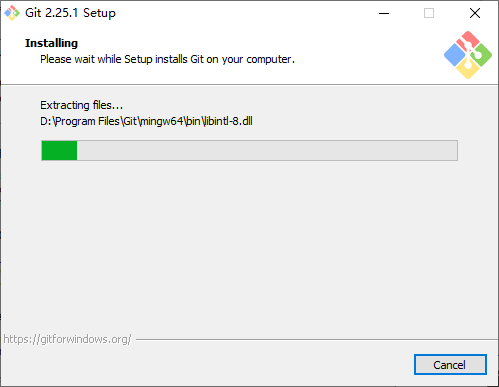 Git 2.25.1 Setup
Installing
Please wait while Setup installs Git on your computer.
Extracting files...
D:\Program Files\Git\mingw64\bin\libintl-8.dll
https://gitforwindows.org/
Cancel